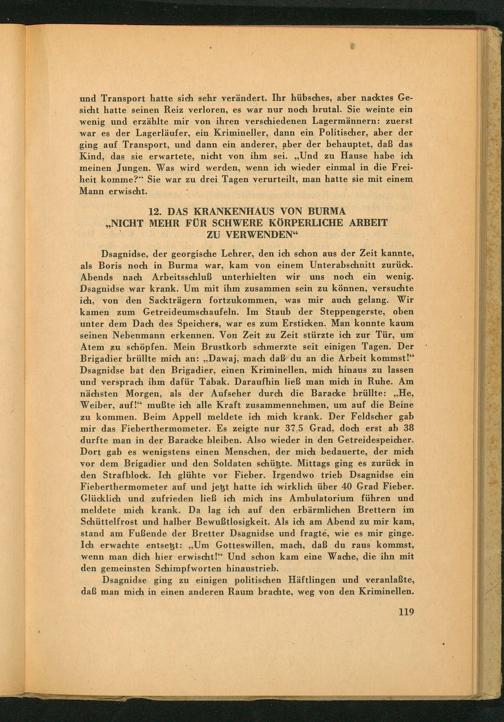 und Transport hatte sich sehr verändert. Ihr hübsches, aber nacktes Ge-
sicht hatte seinen Reiz verloren, es war nur noch brutal. Sie weinte ein
wenig und erzählte mir von ihren verschiedenen Lagermännern: zuerst
war es der Lagerläufer, ein Krimineller, dann ein Politischer, aber der
ging auf Transport, und dann ein anderer, aber der behauptet, daß das
Kind, das sie erwartete, nicht von ihm sei. „Und zu Hause habe ich
meinen Jungen. Was wird werden, wenn ich wieder einmal in die Frei-
heit komme?“ Sie war zu drei Tagen verurteilt, man hatte sie mit einem
Mann erwischt.
12. DAS KRANKENHAUS VON BURMA
„NICHT MEHR FÜR SCHWERE KÖRPERLICHE ARBEIT
ZU VERWENDEN“
Dsagnidse, der georgische Lehrer, den ich schon aus der Zeit kannte,
als Boris noch in Burma war, kam von einem Unterabschnitt zurück.
Abends nach Arbeitsschluß unterhielten wir uns noch ein wenig.
Dsagnidse war krank. Um mit ihm zusammen sein zu können, versuchte
ich, von den Sackträgern fortzukommen, was mir auch gelang. Wir
kamen zum Getreideumschaufeln. Im Staub der Steppengerste, oben
unter dem Dach des Speichers, war es zum Ersticken. Man konnte kaum
seinen Nebenmann erkennen. Von Zeit zu Zeit stürzte ich zur Tür, um
Atem zu schöpfen. Mein Brustkorb schmerzte seit einigen Tagen. Der
Brigadier brüllte mich an: „Dawaj, mach daß du an die Arbeit kommst!“
Dsagnidse bat den Brigadier, einen Kriminellen, mich hinaus zu lassen
und versprach ihm dafür Tabak. Daraufhin ließ man mich in Ruhe. Am
nächsten Morgen, als der Aufseher durch die Baracke brüllte: „He,
Weiber, auf!“ mußte ich alle Kraft zusammennehmen, um auf die Beine
zu kommen. Beim Appell meldete ich mich krank. Der Feldscher gab
mir das Fieberthermometer. Es zeigte nur 37,5 Grad, doch erst ab 38
durfte man in der Baracke bleiben. Also wieder in den Getreidespeicher.
Dort gab es wenigstens einen Menschen, der mich bedauerte, der mich
vor dem Brigadier und den Soldaten schützte. Mittags ging es zurück in
den Strafblock. Ich glühte vor Fieber. Irgendwo trieb Dsagnidse ein
Fieberthermometer auf und jetzt hatte ich wirklich über 40 Grad Fieber.
Glücklich und zufrieden ließ ich mich ins Ambulatorium führen und
meldete mich krank. Da lag ich auf den erbärmlichen Brettern im
Schüttelfrost und halber Bewußtlosigkeit. Als ich am Abend zu mir kam,
stand am Fußende der Bretter Dsagnidse und fragte, wie es mir ginge.
Ich erwachte entsetzt: „Um Gotteswillen, mach, daß du raus kommst,
wenn man dich hier erwischt!“ Und schon kam eine Wache, die ihn mit
den gemeinsten Schimpfworten hinaustrieb.
Dsagnidse ging zu einigen politischen Häftlingen und veranlaßte,
daß man mich in einen anderen Raum brachte, weg von den Kriminellen.
119